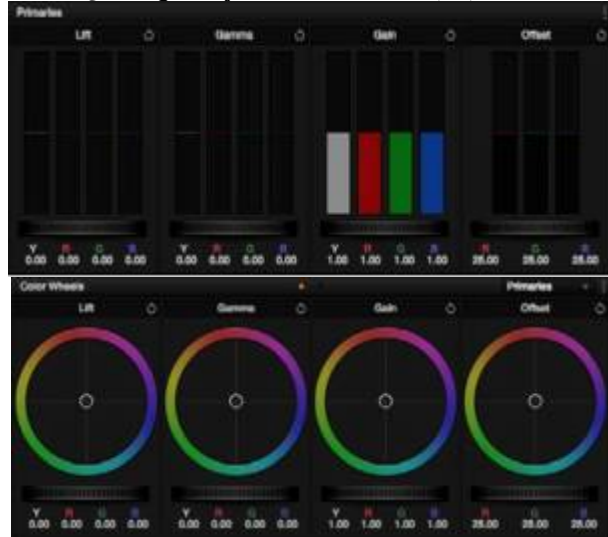 Primaries
Lift Gamma Gain Offset
Y R G B Y R G B Y R G B R G B
0.00 0.00 0.00 0.00 0.00 0.00 0.00 0.00 1.00 1.00 1.00 1.00 25.00 25.00 25.00
Color Wheels Primaries
Lift Gamma Gain Offset
Y R G B Y R G B Y R G B R G B
0.00 0.00 0.00 0.00 0.00 0.00 0.00 0.00 1.00 1.00 1.00 1.00 25.00 25.00 25.00